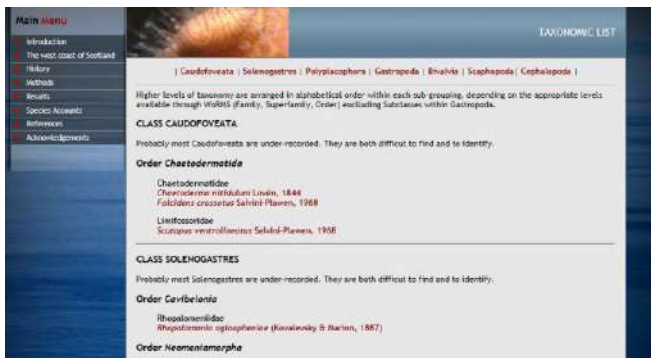 Main Menu
Introduction
The west coast of Scotland
History
Methods
Results
Species Accounts
References
Acknowledgements
TAXONOMIC LIST
| Caudofoveata | Solenogastres | Polyplacophora | Gastropoda | Bivalvia | Scaphopoda | Cephalopoda |
Higher levels of taxonomy are arranged in alphabetical order within each sub-grouping, depending on the appropriate levels
available through WoRMS (Family, Superfamily, Order) excluding Subclasses within Gastropoda.
CLASS CAUDOFOVEATA
Probably most Caudofoveata are under-recorded. They are both difficut to find and to identify.
Order Chaetodermatida
Chaetodermatidae
Chaetoderma nitidulum Lovén, 1844
Falcidens crossotus Salvini-Plawen, 1968
Limifossoridae
Scutopus ventrolineatus Salvini-Plawen, 1968
CLASS SOLENOGASTRES
Probably most Solenogastres are under-recorded. They are both difficut to find and to identify.
Order Cavibelonia
Rhopalomeniidae
Rhopalomenia aglaopheniae (Kovalevsky & Marion, 1887)
Order Neomeniamorpha